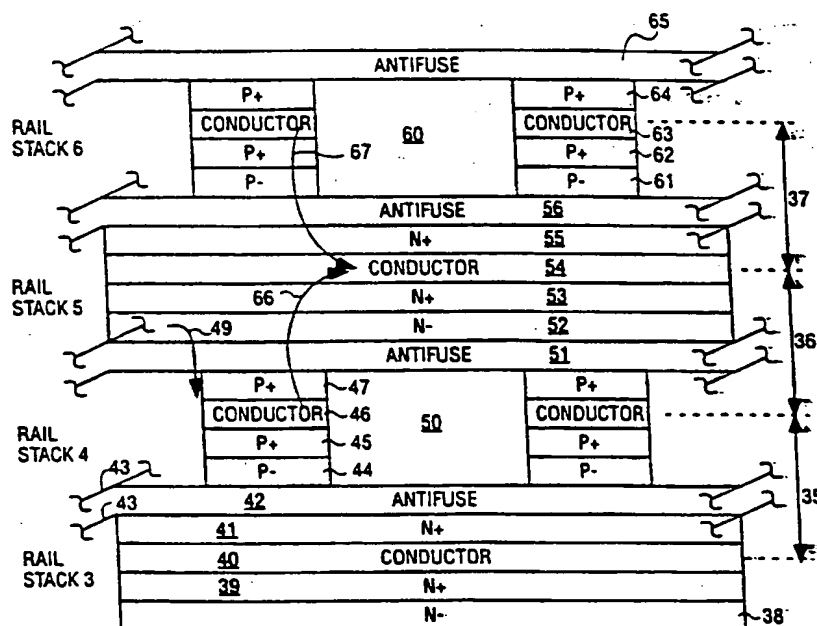 65
ANTIFUSE
P+ P+ 64
RAIL STACK 6
CONDUCTOR 60 CONDUCTOR 63
P+ 67 P+ 62
P- P- 61
37
ANTIFUSE 56
N+ 55
CONDUCTOR 54
RAIL STACK 5
66 N+ 53
49 N- 52
36
ANTIFUSE 51
P+ 47 P+
CONDUCTOR 46 50 CONDUCTOR
RAIL STACK 4
P+ 45 P+
43 P- 44 P-
35
43 42 ANTIFUSE
41 N+
RAIL STACK 3
40 CONDUCTOR
39 N+
N- 38